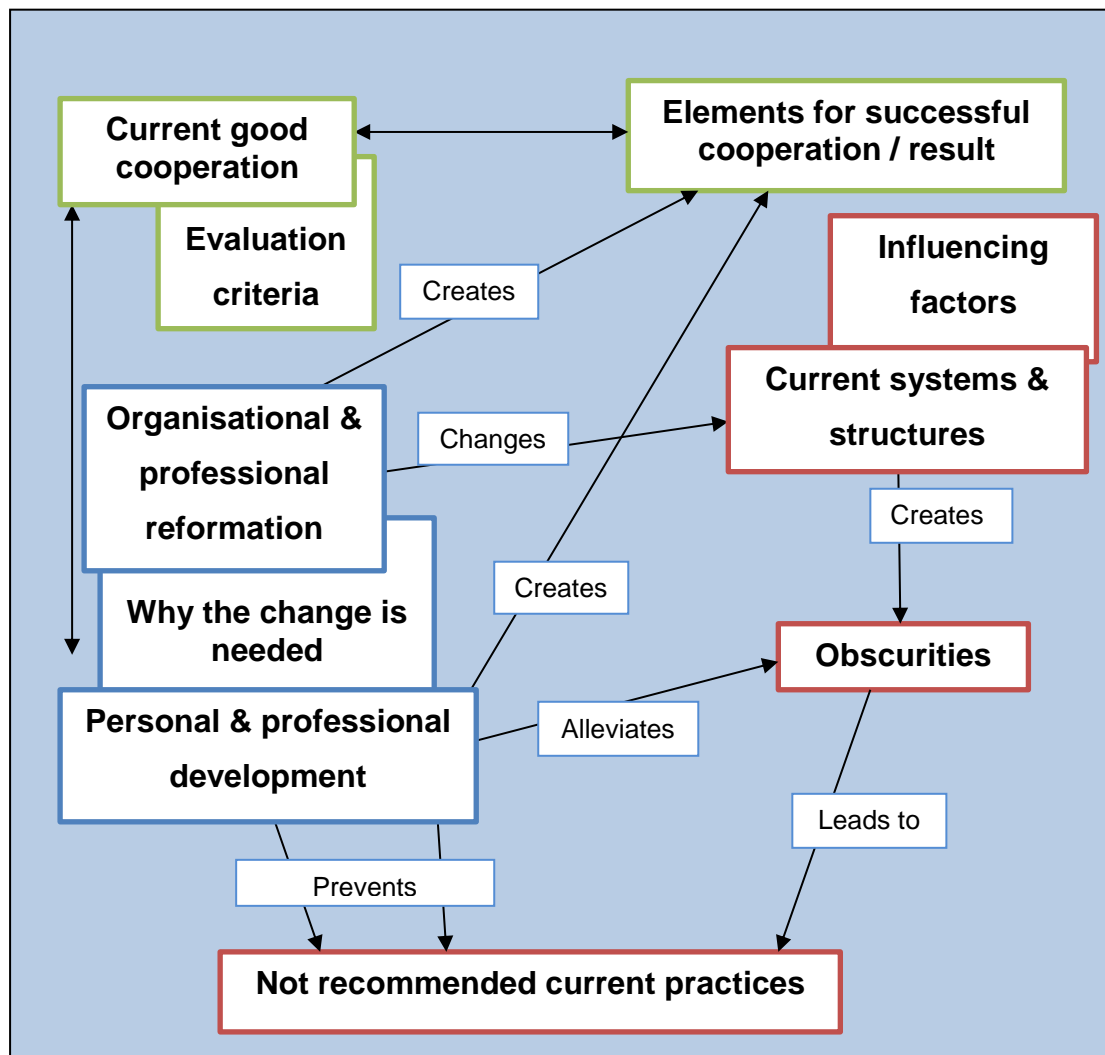 Current good
cooperation
Elements for successful
cooperation / result
Evaluation
criteria
Influencing
factors
Creates
Current systems &
structures
Organisational &
professional
reformation
Changes
Creates
Creates
Why the change is
needed
Obscurities
Personal & professional
development
Alleviates
Leads to
Prevents
Not recommended current practices